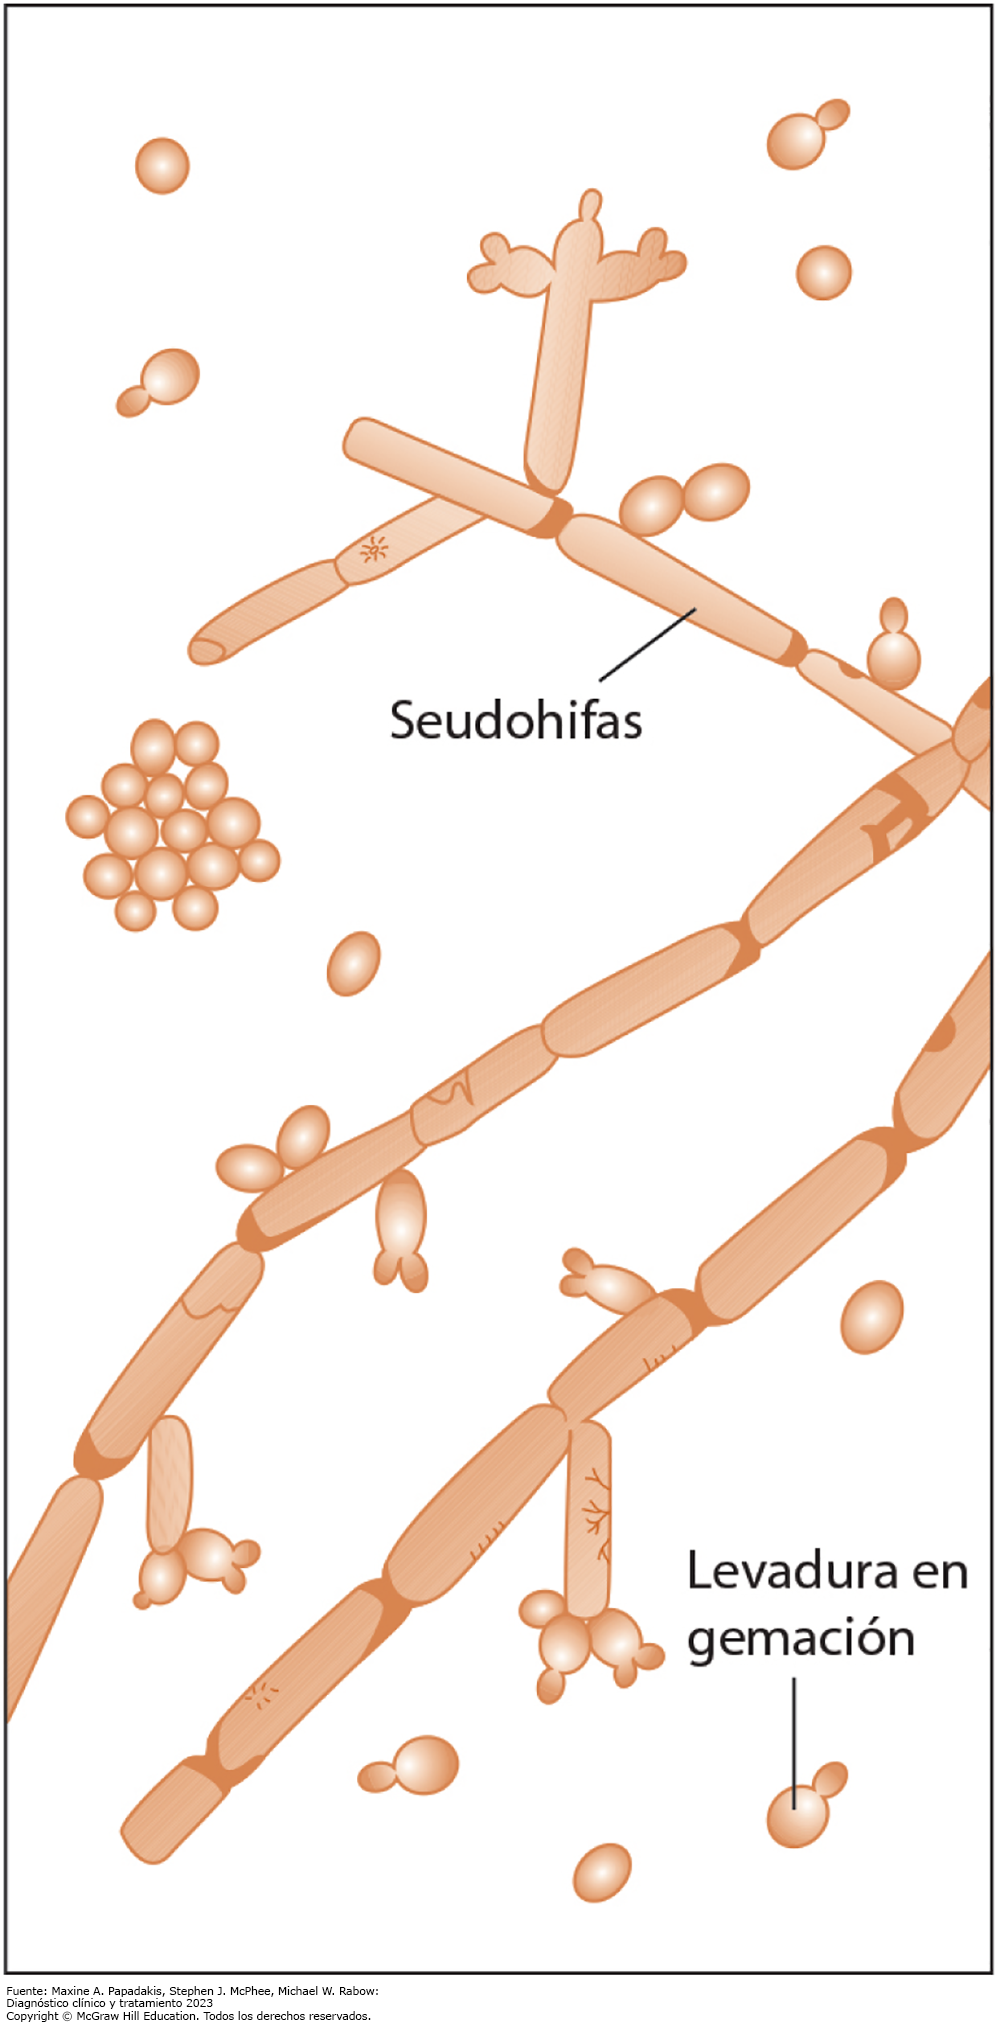 Seudohifas
Levadura en
gemación
Fuente: Maxine A. Papadakis, Stephen J. McPhee, Michael W. Rabow:
Diagnóstico clínico y tratamiento 2023
Copyright © McGraw Hill Education. Todos los derechos reservados.